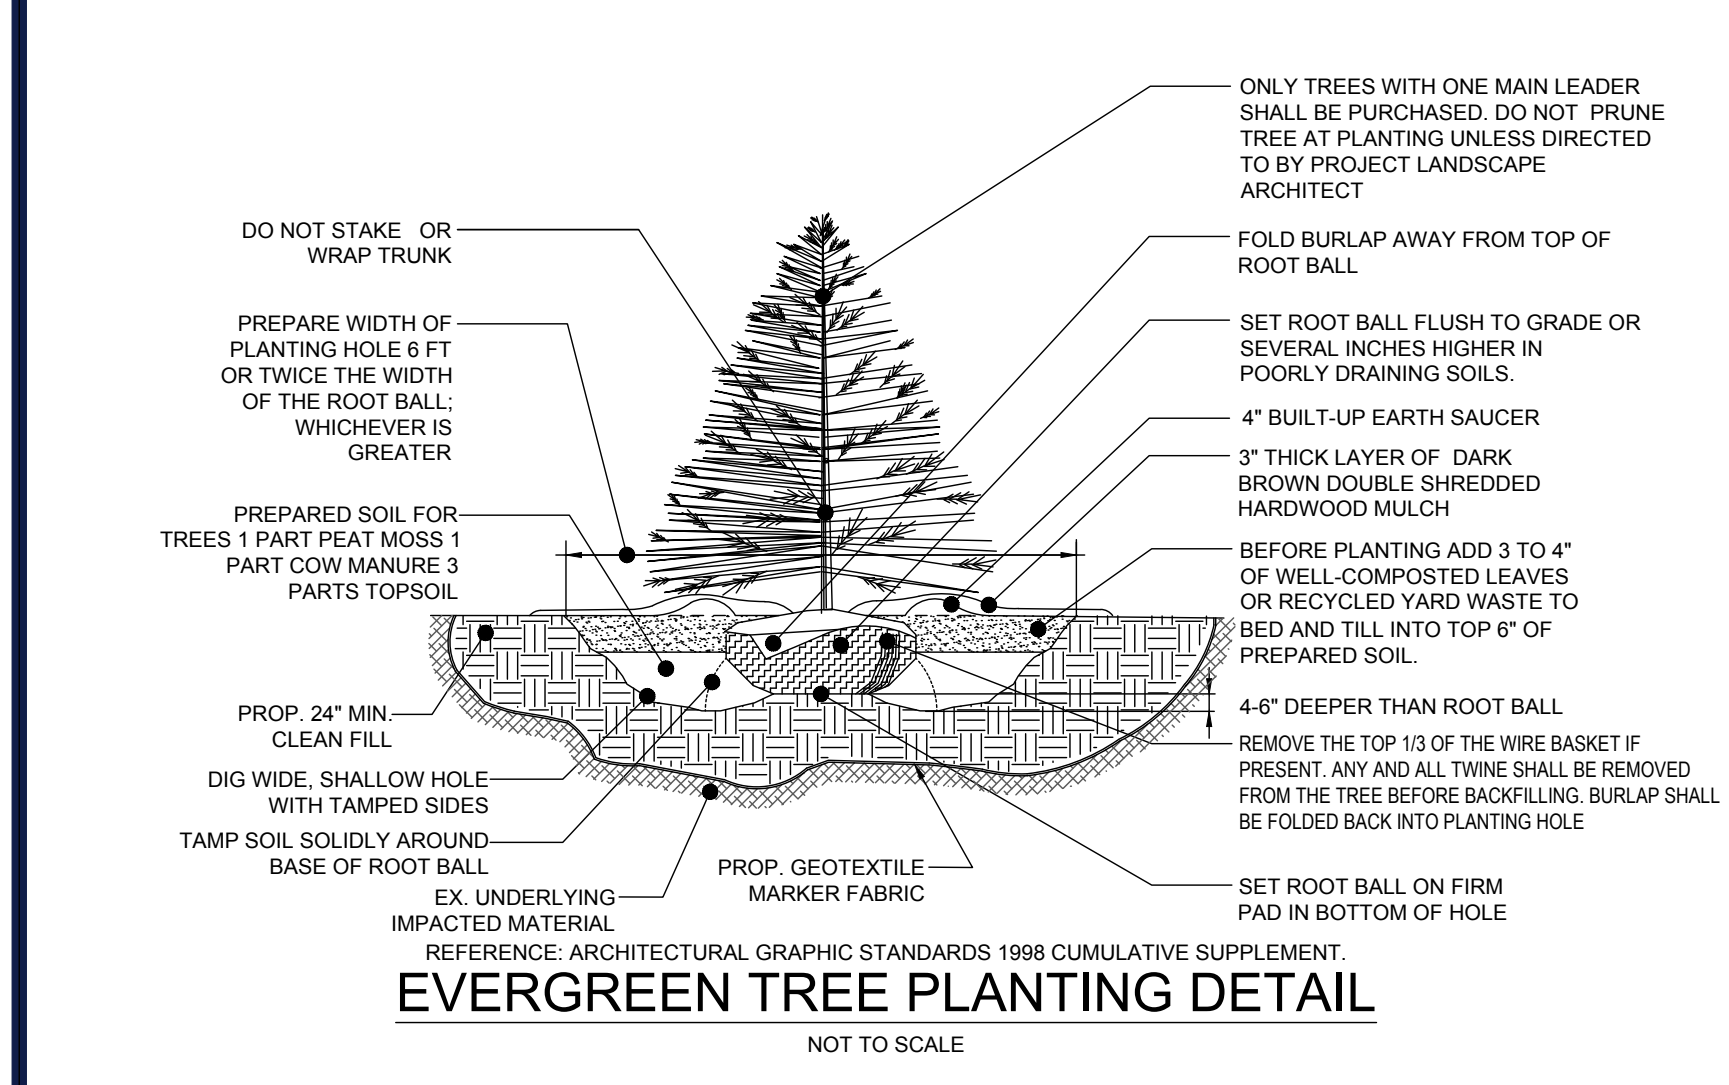 ONLY TREES WITH ONE MAIN LEADER
SHALL BE PURCHASED. DO NOT PRUNE
TREE AT PLANTING UNLESS DIRECTED
TO BY PROJECT LANDSCAPE
ARCHITECT
DO NOT STAKE OR
WRAP TRUNK
FOLD BURLAP AWAY FROM TOP OF
ROOT BALL
PREPARE WIDTH OF
PLANTING HOLE 6 FT
OR TWICE THE WIDTH
OF THE ROOT BALL;
WHICHEVER IS
GREATER
SET ROOT BALL FLUSH TO GRADE OR
SEVERAL INCHES HIGHER IN
POORLY DRAINING SOILS.
4" BUILT-UP EARTH SAUCER
3" THICK LAYER OF DARK
BROWN DOUBLE SHREDDED
HARDWOOD MULCH
PREPARED SOIL FOR
TREES 1 PART PEAT MOSS 1
PART COW MANURE 3
PARTS TOPSOIL
BEFORE PLANTING ADD 3 TO 4"
OF WELL-COMPOSTED LEAVES
OR RECYCLED YARD WASTE TO
BED AND TILL INTO TOP 6" OF
PREPARED SOIL.
PROP. 24" MIN.
CLEAN FILL
4-6" DEEPER THAN ROOT BALL
REMOVE THE TOP 1/3 OF THE WIRE BASKET IF
PRESENT. ANY AND ALL TWINE SHALL BE REMOVED
FROM THE TREE BEFORE BACKFILLING. BURLAP SHALL
BE FOLDED BACK INTO PLANTING HOLE
DIG WIDE, SHALLOW HOLE
WITH TAMPED SIDES
TAMP SOIL SOLIDLY AROUND
BASE OF ROOT BALL
PROP. GEOTEXTILE
MARKER FABRIC
EX. UNDERLYING
IMPACTED MATERIAL
SET ROOT BALL ON FIRM
PAD IN BOTTOM OF HOLE
REFERENCE: ARCHITECTURAL GRAPHIC STANDARDS 1998 CUMULATIVE SUPPLEMENT.
EVERGREEN TREE PLANTING DETAIL
NOT TO SCALE